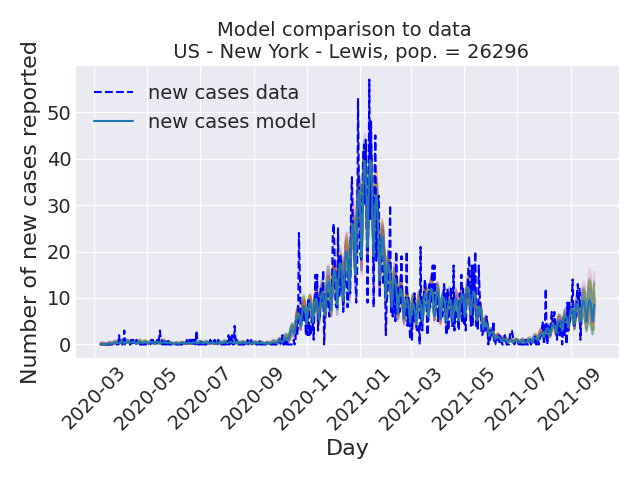 Model comparison to data
US - New York - Lewis, pop. = 26296
Number of new cases reported
50
40
30
20
10
0
new cases data
new cases model
2020-03
2020-05
2020-07
2020-09
2020-11
2021-01
2021-03
2021-05
2021-07
2021-09
Day